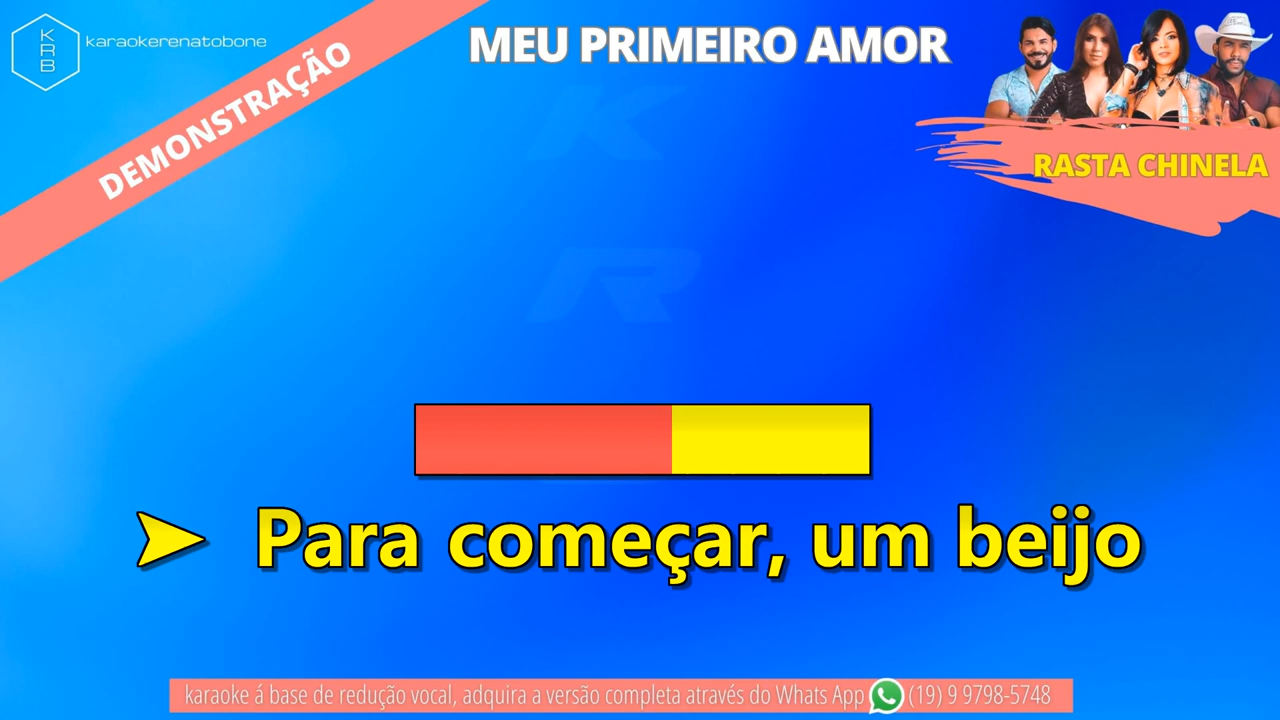 K
R
B
karaokerenatobone
DEMONSTRAÇÃO
MEU PRIMEIRO AMOR
RASTA CHINELA
K
R
Para começar, um beijo
karaoke á base de redução vocal, adquira a versão completa através do Whats App (19) 9 9798-5748